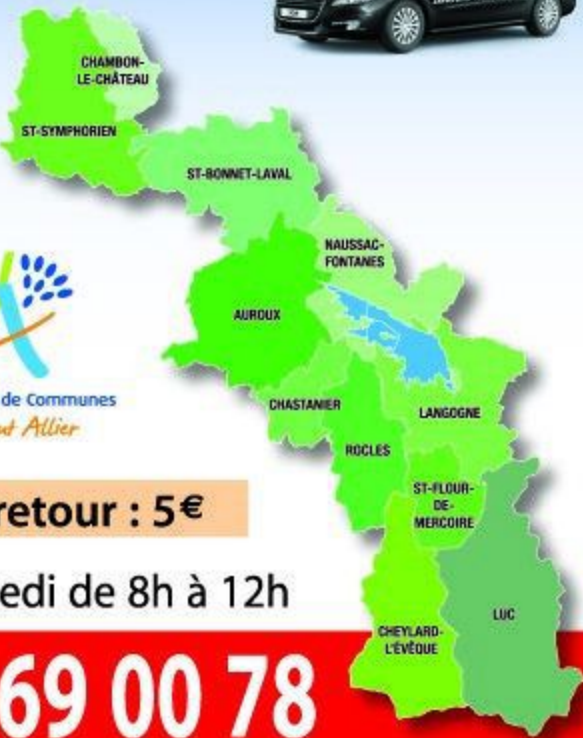 CHAMBON-
LE-CHÂTEAU
ST-SYMPHORIEN
ST-BONNET-LAVAL
NAUSSAC-
FONTANES
AUROUX
de Communes
CHASTANIER
LANGOGNE
ROCLES
retour : 5€
ST-FLOUR-
DE-
MERCOIRE
edi de 8h à 12h
LUC
CHEYLARD-
L'ÉVÊQUE
69 00 78